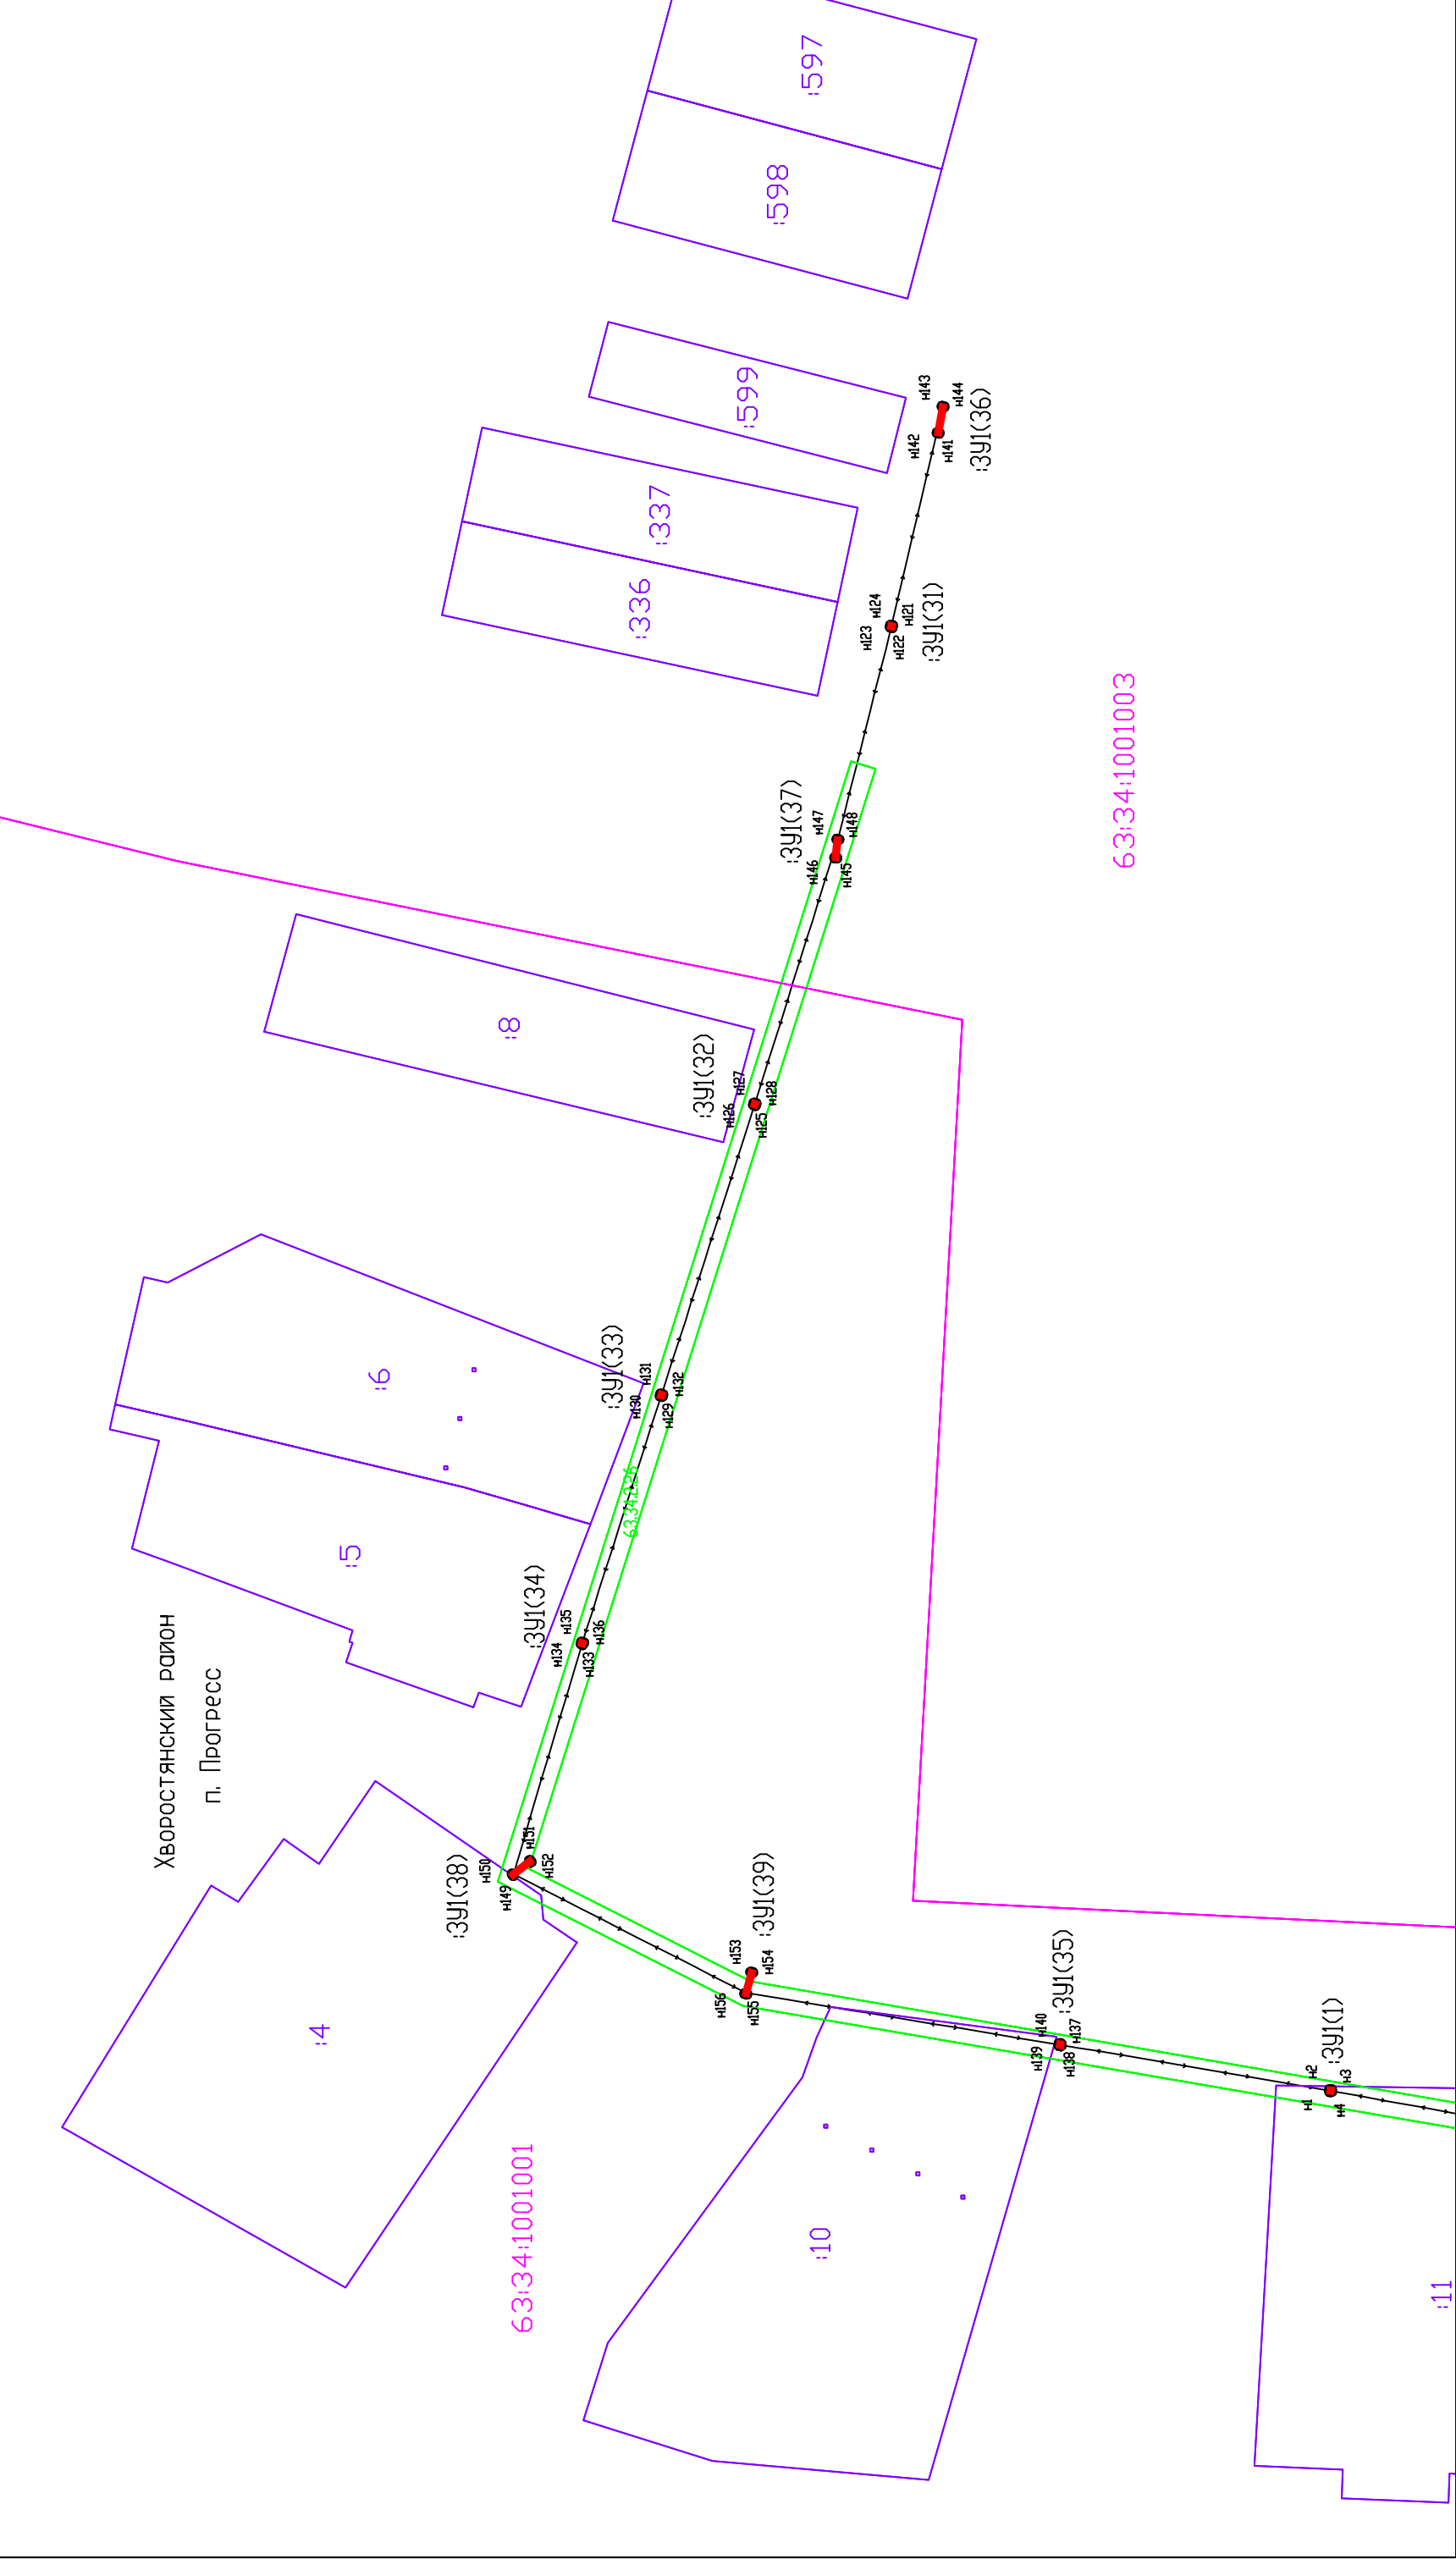 Хворостянский район
п. Прогресс
:4
:5
:6
:8
:336
:337
:599
:598
:597
:10
:11
63:34:1001001
63:34:1001003
63.34.2.26
:ЗУ1(38)
н149
н150
н151
н152
:ЗУ1(34)
н133
н134
н135
н136
:ЗУ1(33)
н129
н130
н131
н132
:ЗУ1(32)
н125
н126
н127
н128
:ЗУ1(37)
н145
н146
н147
н148
:ЗУ1(31)
н121
н122
н123
н124
:ЗУ1(36)
н141
н142
н143
н144
:ЗУ1(39)
н153
н154
н155
н156
:ЗУ1(35)
н137
н138
н139
н140
:ЗУ1(1)
н1
н2
н3
н4